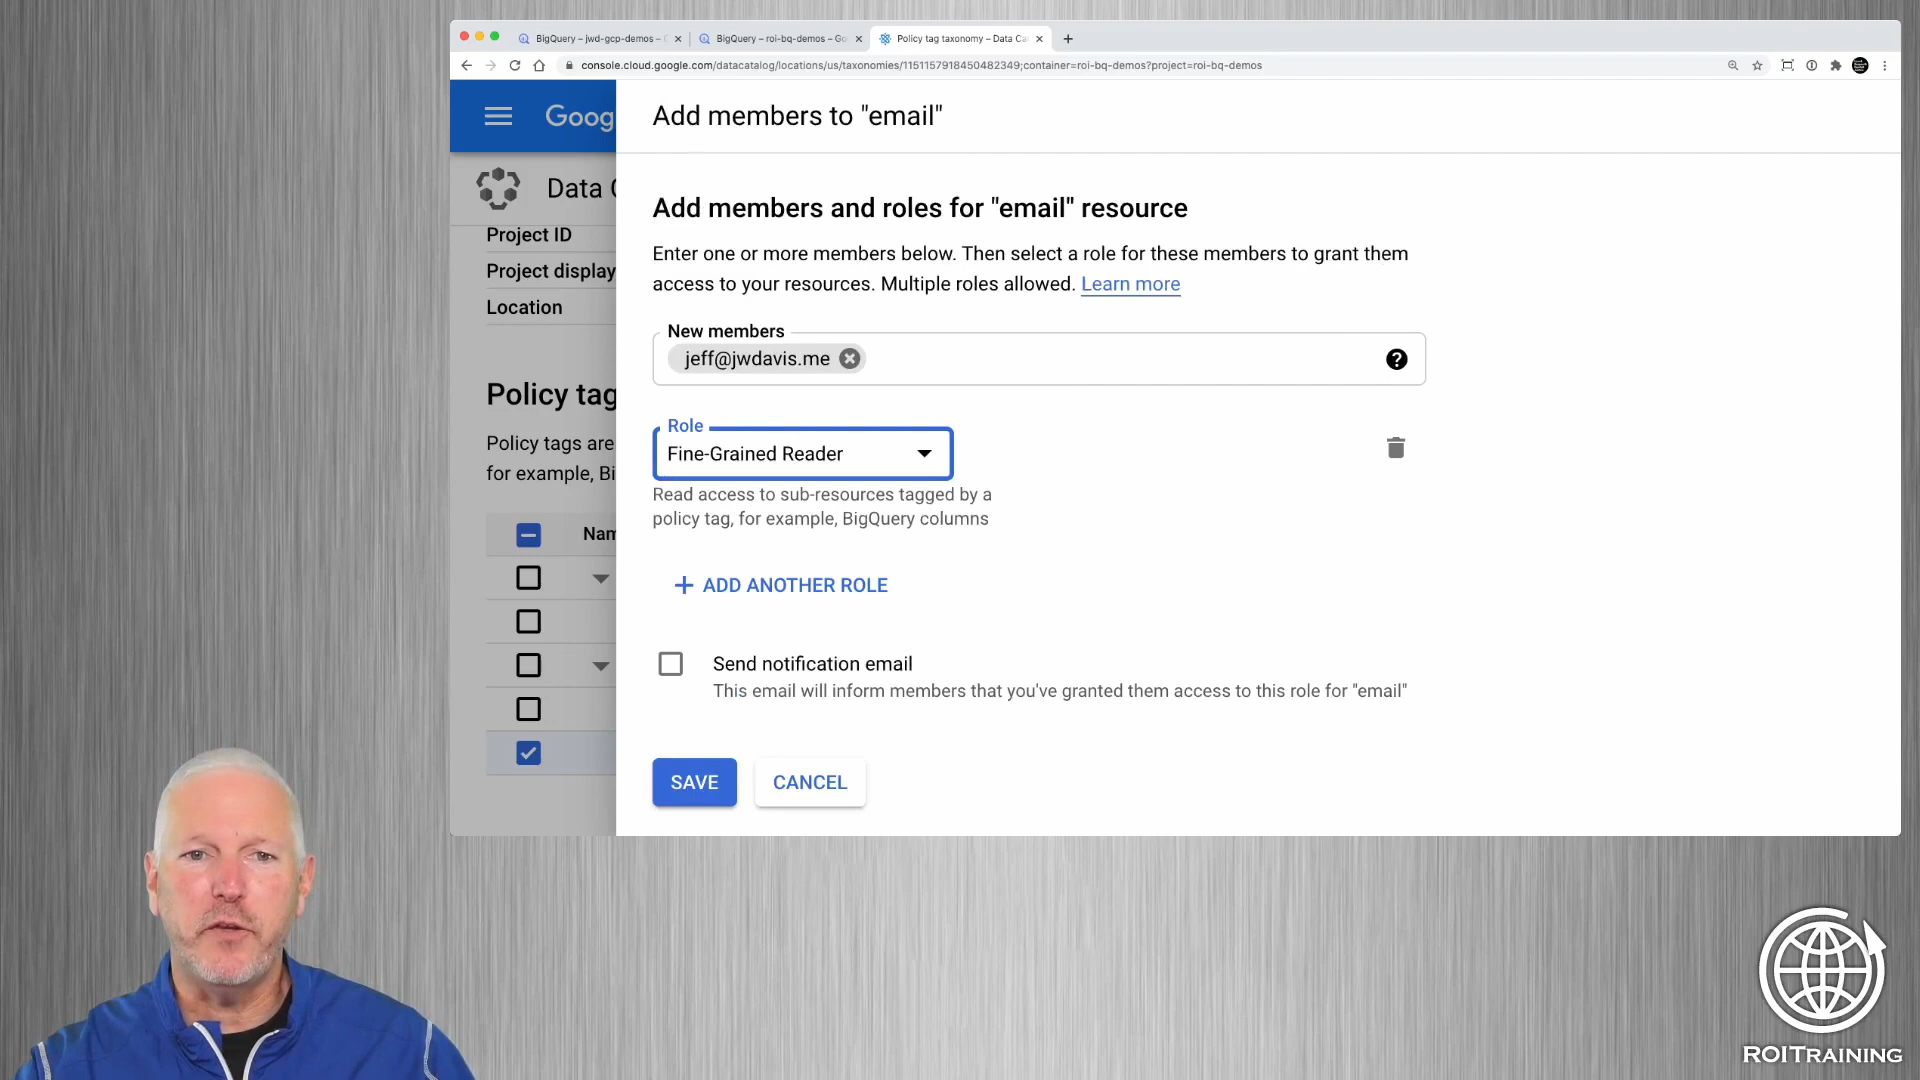 BigQuery – jwd-gcp-demos –
BigQuery – roi-bq-demos – Go
Policy tag taxonomy – Data Ca
console.cloud.google.com/datacatalog/locations/us/taxonomies/1151157918450482349;container=roi-bq-demos?project=roi-bq-demos
Goog
Data
Project ID
Project display
Location
Policy tag
Policy tags are
for example, Bi
Nam
Add members to "email"
Add members and roles for "email" resource
Enter one or more members below. Then select a role for these members to grant them
access to your resources. Multiple roles allowed. Learn more
New members
jeff@jwdavis.me
Role
Fine-Grained Reader
Read access to sub-resources tagged by a
policy tag, for example, BigQuery columns
+ ADD ANOTHER ROLE
Send notification email
This email will inform members that you've granted them access to this role for "email"
SAVE
CANCEL
ROITRAINING